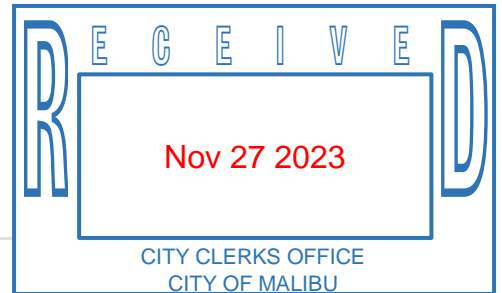 RECEIVED
Nov 27 2023
CITY CLERKS OFFICE
CITY OF MALIBU